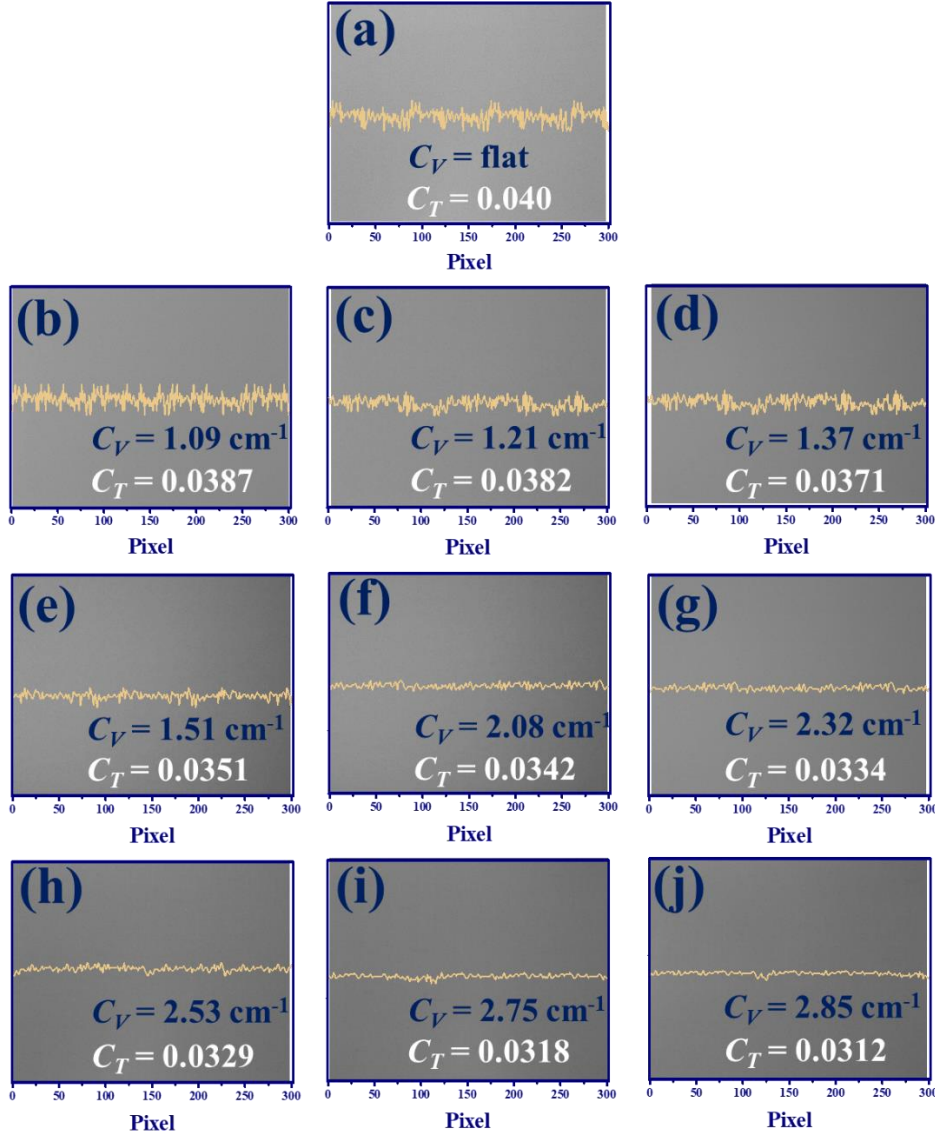 (a)
C_V = flat
C_T = 0.040
0 50 100 150 200 250 300
Pixel
(b)
C_V = 1.09 cm⁻¹
C_T = 0.0387
0 50 100 150 200 250 300
Pixel
(c)
C_V = 1.21 cm⁻¹
C_T = 0.0382
0 50 100 150 200 250 300
Pixel
(d)
C_V = 1.37 cm⁻¹
C_T = 0.0371
0 50 100 150 200 250 300
Pixel
(e)
C_V = 1.51 cm⁻¹
C_T = 0.0351
0 50 100 150 200 250 300
Pixel
(f)
C_V = 2.08 cm⁻¹
C_T = 0.0342
0 50 100 150 200 250 300
Pixel
(g)
C_V = 2.32 cm⁻¹
C_T = 0.0334
0 50 100 150 200 250 300
Pixel
(h)
C_V = 2.53 cm⁻¹
C_T = 0.0329
0 50 100 150 200 250 300
Pixel
(i)
C_V = 2.75 cm⁻¹
C_T = 0.0318
0 50 100 150 200 250 300
Pixel
(j)
C_V = 2.85 cm⁻¹
C_T = 0.0312
0 50 100 150 200 250 300
Pixel